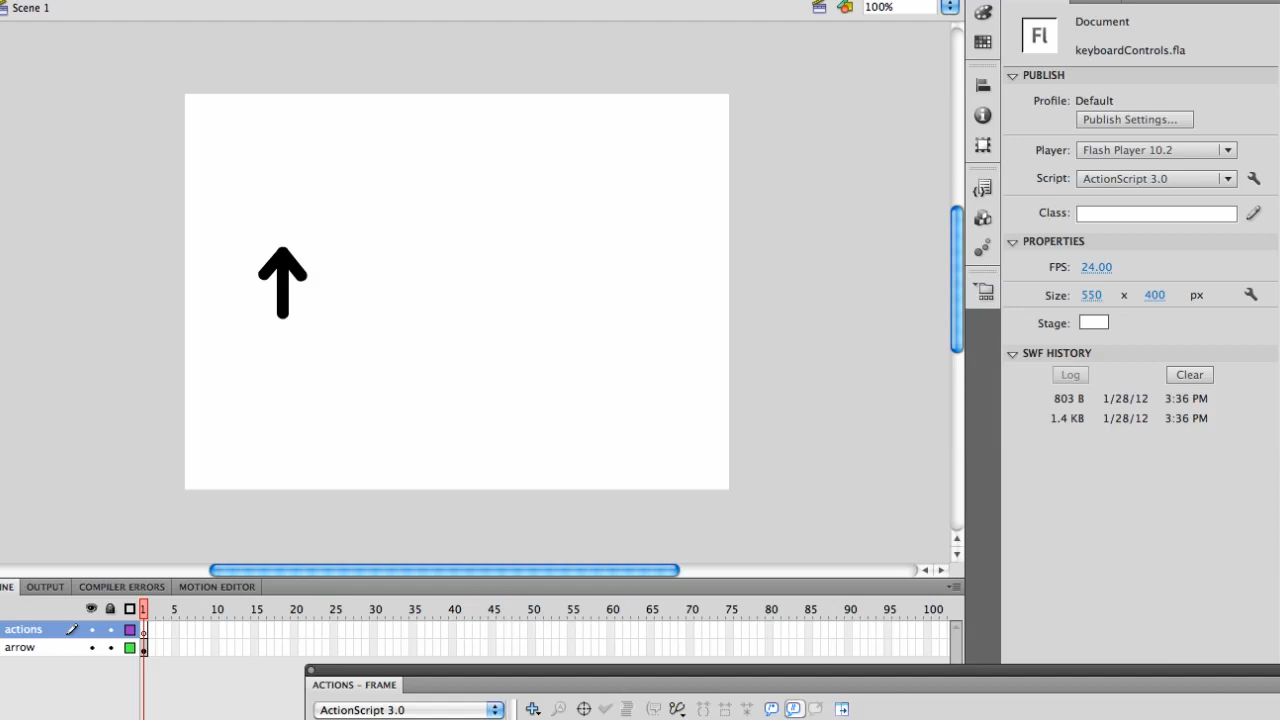 Scene 1
100%
Fl
Document
keyboardControls.fla
PUBLISH
Profile: Default
Publish Settings...
Player: Flash Player 10.2
Script: ActionScript 3.0
Class:
PROPERTIES
FPS: 24.00
Size: 550 x 400 px
Stage:
SWF HISTORY
Log Clear
803 B 1/28/12 3:36 PM
1.4 KB 1/28/12 3:36 PM
INE OUTPUT COMPILER ERRORS MOTION EDITOR
1 5 10 15 20 25 30 35 40 45 50 55 60 65 70 75 80 85 90 95 100
actions
arrow
ACTIONS - FRAME
ActionScript 3.0